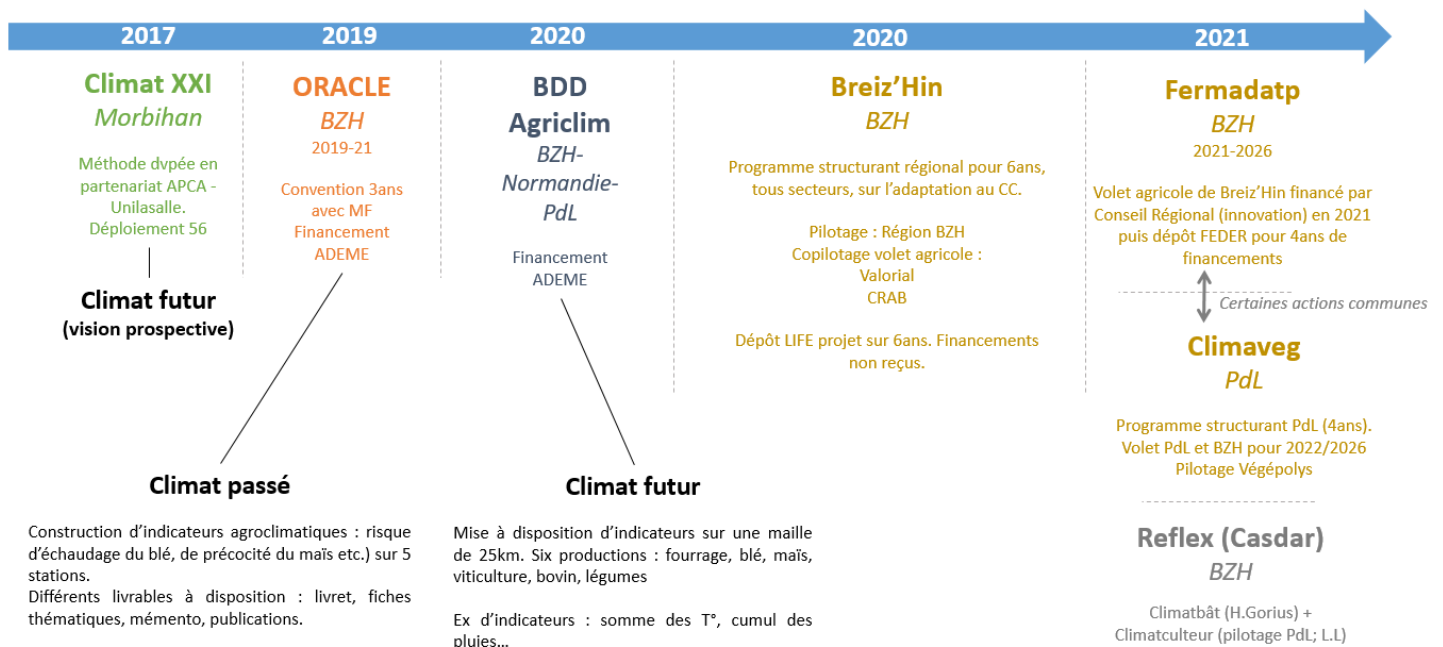 2017
2019
2020
2020
2021
Climat XXI
Morbihan
Méthode dvpée en
partenariat APCA -
Unilasalle.
Déploiement 56
Climat futur
(vision prospective)
ORACLE
BZH
2019-21
Convention 3ans
avec MF
Financement
ADEME
Climat passé
Construction d’indicateurs agroclimatiques : risque
d’échaudage du blé, de précocité du maïs etc.) sur 5
stations.
Différents livrables à disposition : livret, fiches
thématiques, mémento, publications.
BDD
Agriclim
BZH-
Normandie-
PdL
Financement
ADEME
Climat futur
Mise à disposition d’indicateurs sur une maille
de 25km. Six productions : fourrage, blé, maïs,
viticulture, bovin, légumes
Ex d’indicateurs : somme des T°, cumul des
pluies…
Breiz’Hin
BZH
Programme structurant régional pour 6ans,
tous secteurs, sur l’adaptation au CC.
Pilotage : Région BZH
Copilotage volet agricole :
Valorial
CRAB
Dépôt LIFE projet sur 6ans. Financements
non reçus.
Fermadatp
BZH
2021-2026
Volet agricole de Breiz’Hin financé par
Conseil Régional (innovation) en 2021
puis dépôt FEDER pour 4ans de
financements
Certaines actions communes
Climaveg
PdL
Programme structurant PdL (4ans).
Volet PdL et BZH pour 2022/2026
Pilotage Végépolys
Reflex (Casdar)
BZH
Climatbât (H.Gorius) +
Climatculteur (pilotage PdL; L.L)